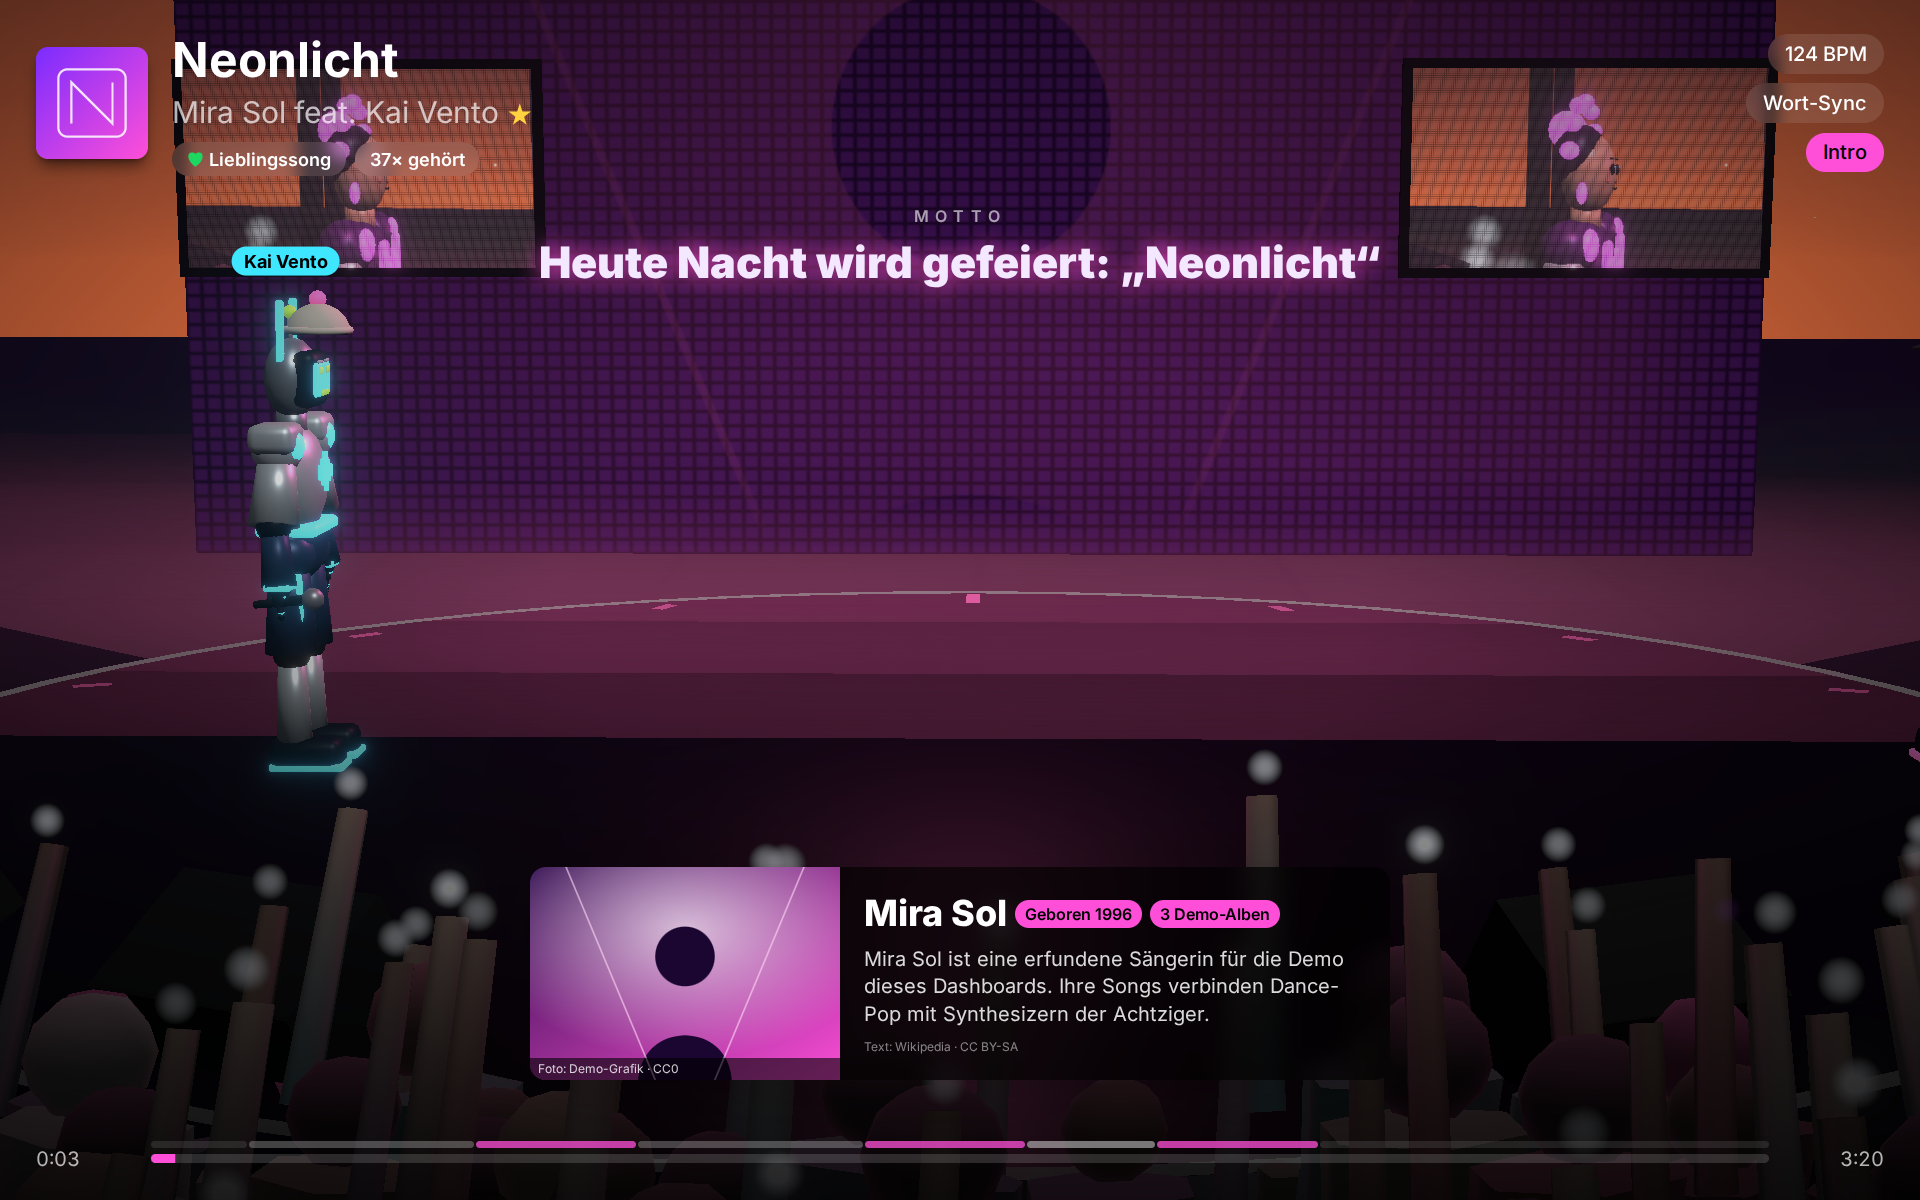 N
Neonlicht
Mira Sol feat. Kai Vento ⭐
Lieblingssong
37× gehört
124 BPM
Wort-Sync
Intro
MOTTO
Heute Nacht wird gefeiert: „Neonlicht“
Kai Vento
Mira Sol
Geboren 1996
3 Demo-Alben
Mira Sol ist eine erfundene Sängerin für die Demo
dieses Dashboards. Ihre Songs verbinden Dance-
Pop mit Synthesizern der Achtziger.
Text: Wikipedia · CC BY-SA
Foto: Demo-Grafik · CC0
0:03
3:20